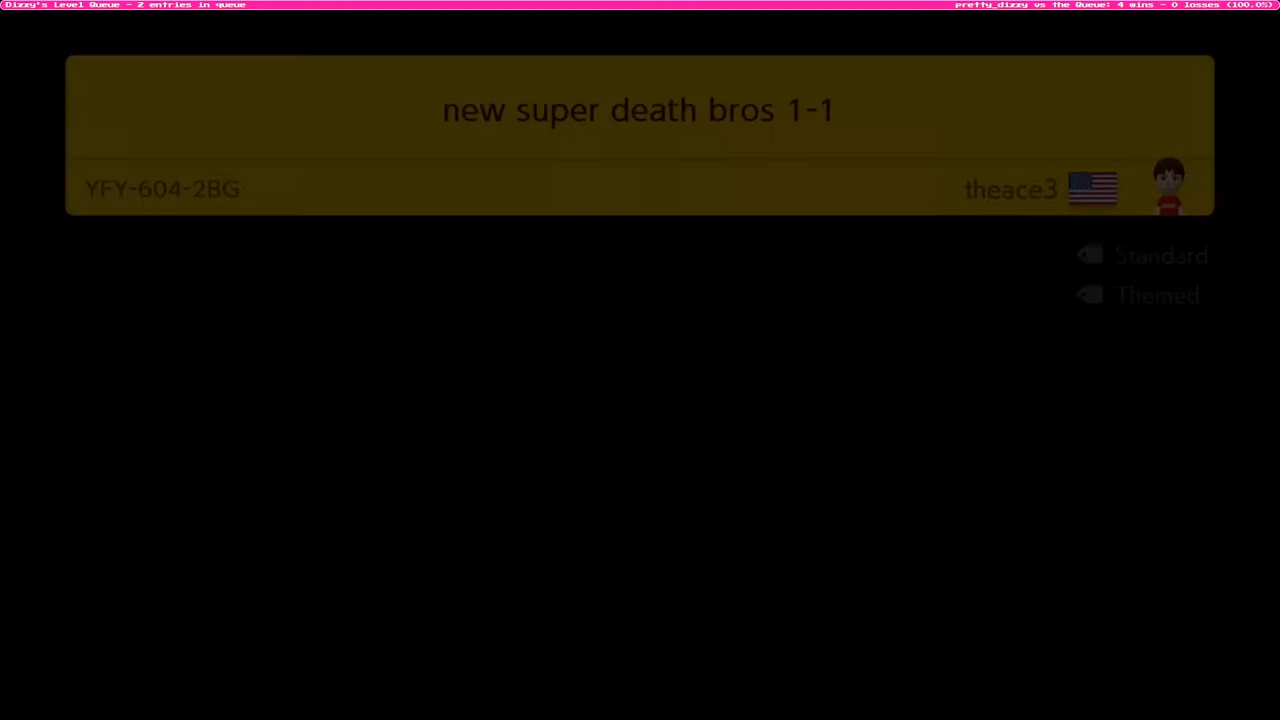 Dizzy's Level Queue - 2 entries in queue
pretty_dizzy vs the Queue: 4 wins - 0 losses (100.0%)
new super death bros 1-1
YFY-604-2BG
theace3
Standard
Themed